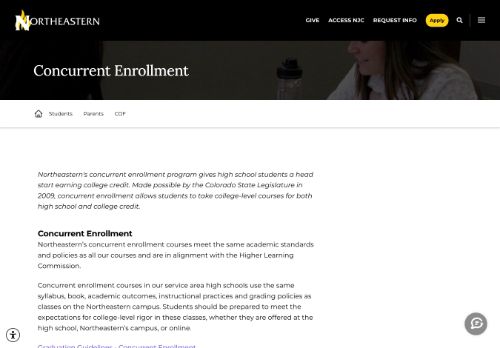 NORTHEASTERN
GIVE ACCESS NJC REQUEST INFO Apply
Concurrent Enrollment
Students Parents COF
Northeastern's concurrent enrollment program gives high school students a head
start earning college credit. Made possible by the Colorado State Legislature in
2009, concurrent enrollment allows students to take college-level courses for both
high school and college credit.
Concurrent Enrollment
Northeastern's concurrent enrollment courses meet the same academic standards
and policies as all our courses and are in alignment with the Higher Learning
Commission.
Concurrent enrollment courses in our service area high schools use the same
syllabus, book, academic outcomes, instructional practices and grading policies as
classes on the Northeastern campus. Students should be prepared to meet the
expectations for college-level rigor in these classes, whether they are offered at the
high school, Northeastern's campus, or online.
Graduation Guidelines - Concurrent Enrollment